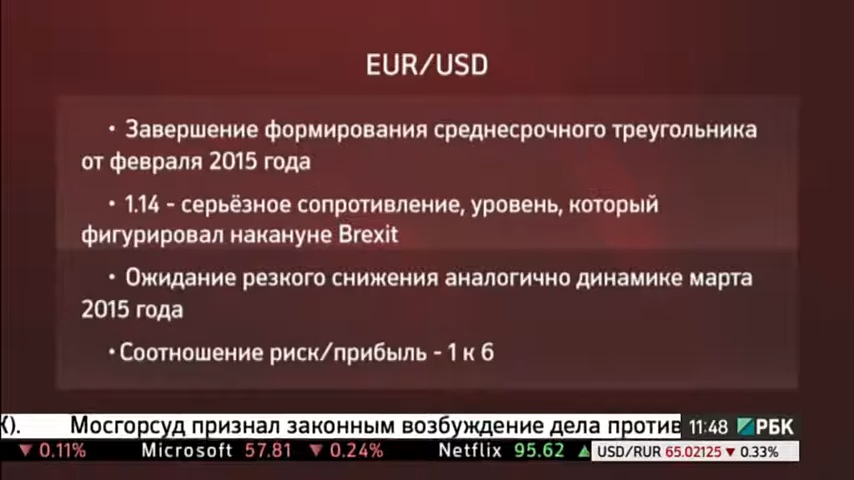 EUR/USD
• Завершение формирования среднесрочного треугольника
от февраля 2015 года
• 1.14 - серьёзное сопротивление, уровень, который
фигурировал накануне Brexit
• Ожидание резкого снижения аналогично динамике марта
2015 года
•Соотношение риск/прибыль - 1 к 6
). Мосгорсуд признал законным возбуждение дела против 11:48 РБК
▼ 0.11% Microsoft 57.81 ▼ 0.24% Netflix 95.62 ▲ USD/RUR 65.02125 ▼ 0.33%